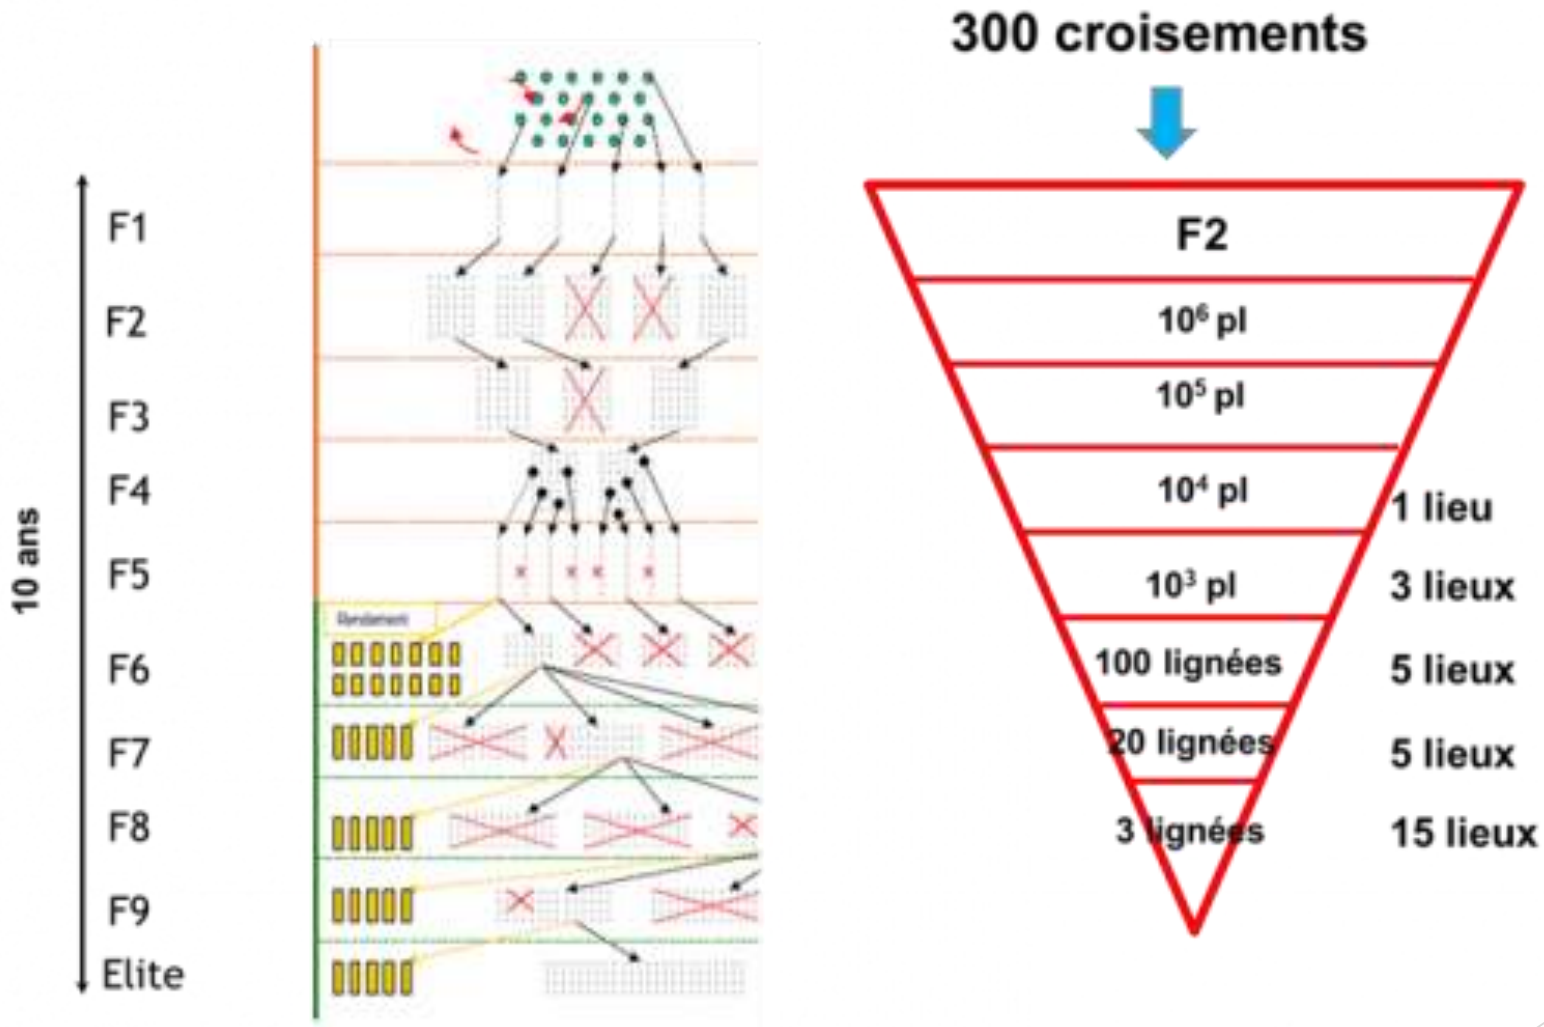 10 ans
F1
F2
F3
F4
F5
F6
F7
F8
F9
Elite
Rendement
300 croisements
F2
10⁶ pl
10⁵ pl
10⁴ pl
1 lieu
10³ pl
3 lieux
100 lignées
5 lieux
20 lignées
5 lieux
3 lignées
15 lieux